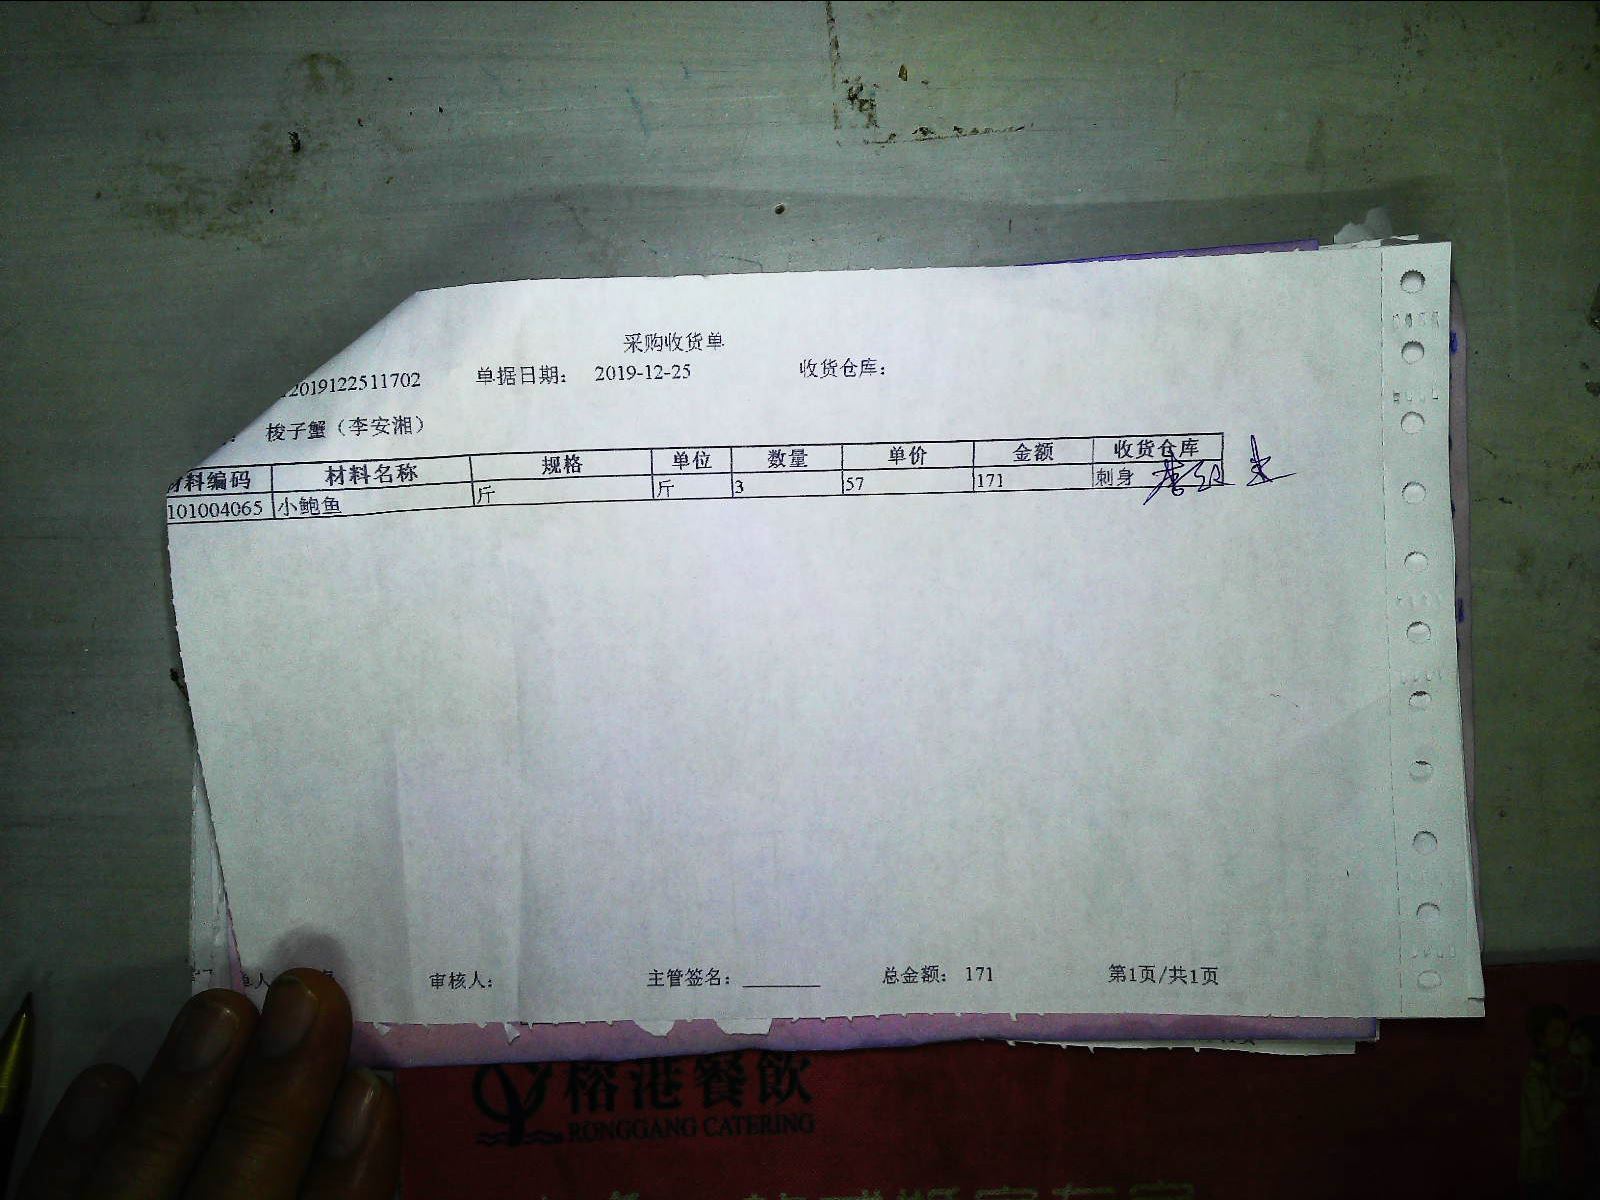 采购收货单
2019122511702 单据日期: 2019-12-25 收货仓库:
: 梭子蟹（李安湘）
材料编码 材料名称 规格 单位 数量 单价 金额 收货仓库
101004065 小鲍鱼 斤 斤 3 57 171 刺身
单人 审核人: 主管签名: 总金额: 171 第1页/共1页
榕港餐飲
RONGGANG CATERING